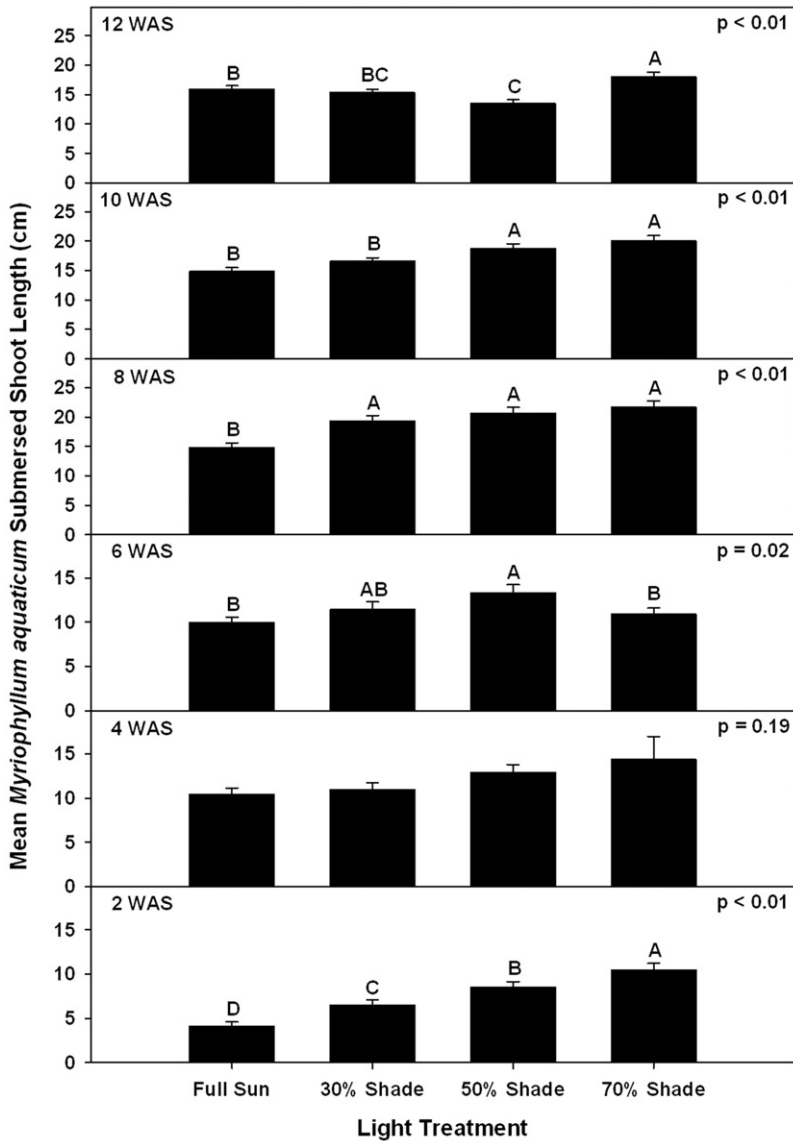 Mean Myriophyllum aquaticum Submersed Shoot Length (cm)
12 WAS p < 0.01
25
20
15
10
5
0
B BC C A
10 WAS p < 0.01
25
20
15
10
5
0
B B A A
8 WAS p < 0.01
25
20
15
10
5
0
B A A A
6 WAS p = 0.02
15
10
5
0
B AB A B
4 WAS p = 0.19
15
10
5
0
2 WAS p < 0.01
15
10
5
0
D C B A
Full Sun 30% Shade 50% Shade 70% Shade
Light Treatment